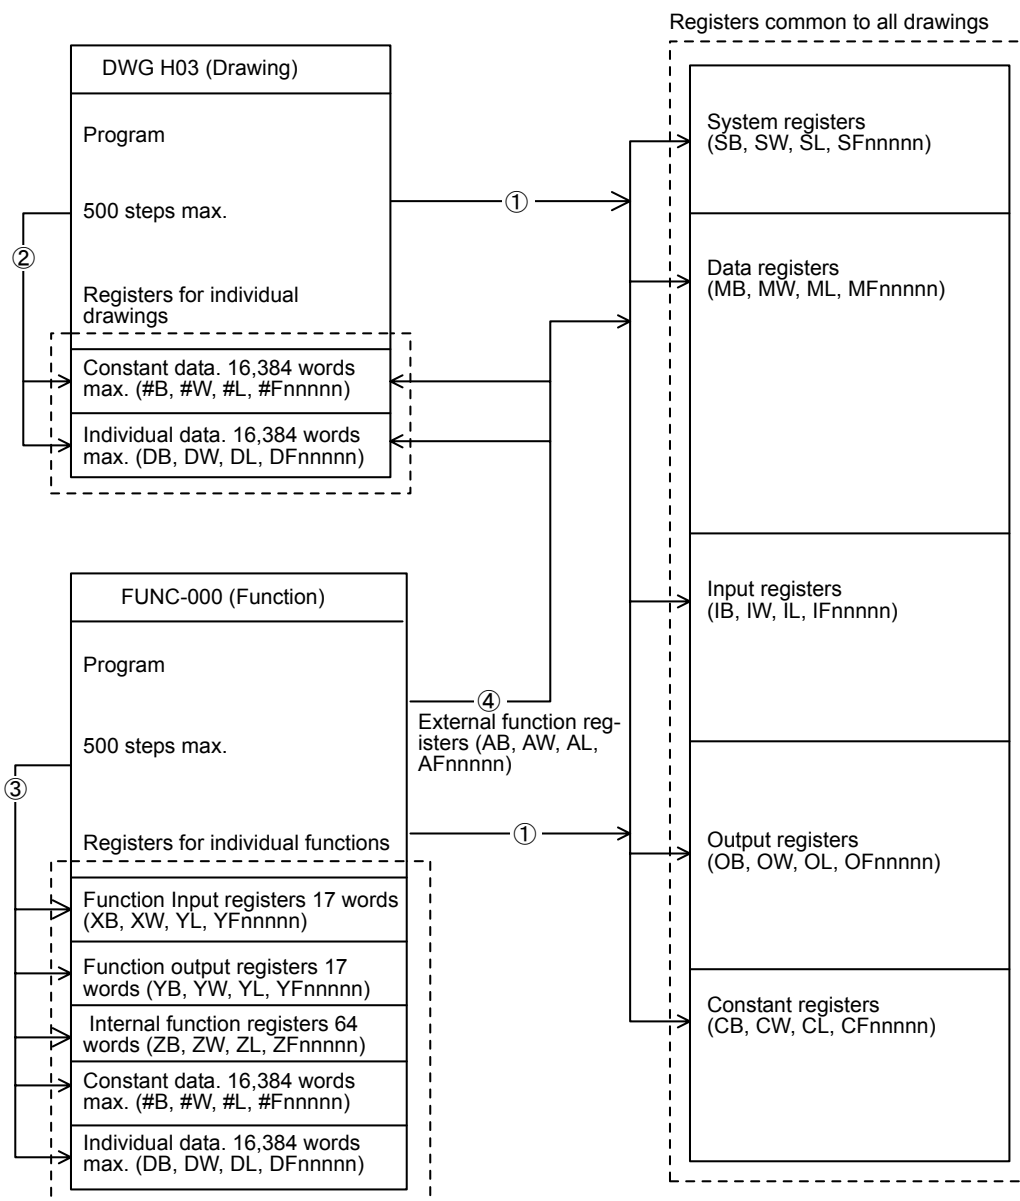 Registers common to all drawings
DWG H03 (Drawing)
Program
500 steps max.
①
②
Registers for individual
drawings
Constant data. 16,384 words
max. (#B, #W, #L, #Fnnnnn)
Individual data. 16,384 words
max. (DB, DW, DL, DFnnnnn)
System registers
(SB, SW, SL, SFnnnnn)
Data registers
(MB, MW, ML, MFnnnnn)
Input registers
(IB, IW, IL, IFnnnnn)
Output registers
(OB, OW, OL, OFnnnnn)
Constant registers
(CB, CW, CL, CFnnnnn)
FUNC-000 (Function)
Program
④
External function reg-
isters (AB, AW, AL,
AFnnnnn)
500 steps max.
③
①
Registers for individual functions
Function Input registers 17 words
(XB, XW, YL, YFnnnnn)
Function output registers 17
words (YB, YW, YL, YFnnnnn)
Internal function registers 64
words (ZB, ZW, ZL, ZFnnnnn)
Constant data. 16,384 words
max. (#B, #W, #L, #Fnnnnn)
Individual data. 16,384 words
max. (DB, DW, DL, DFnnnnn)